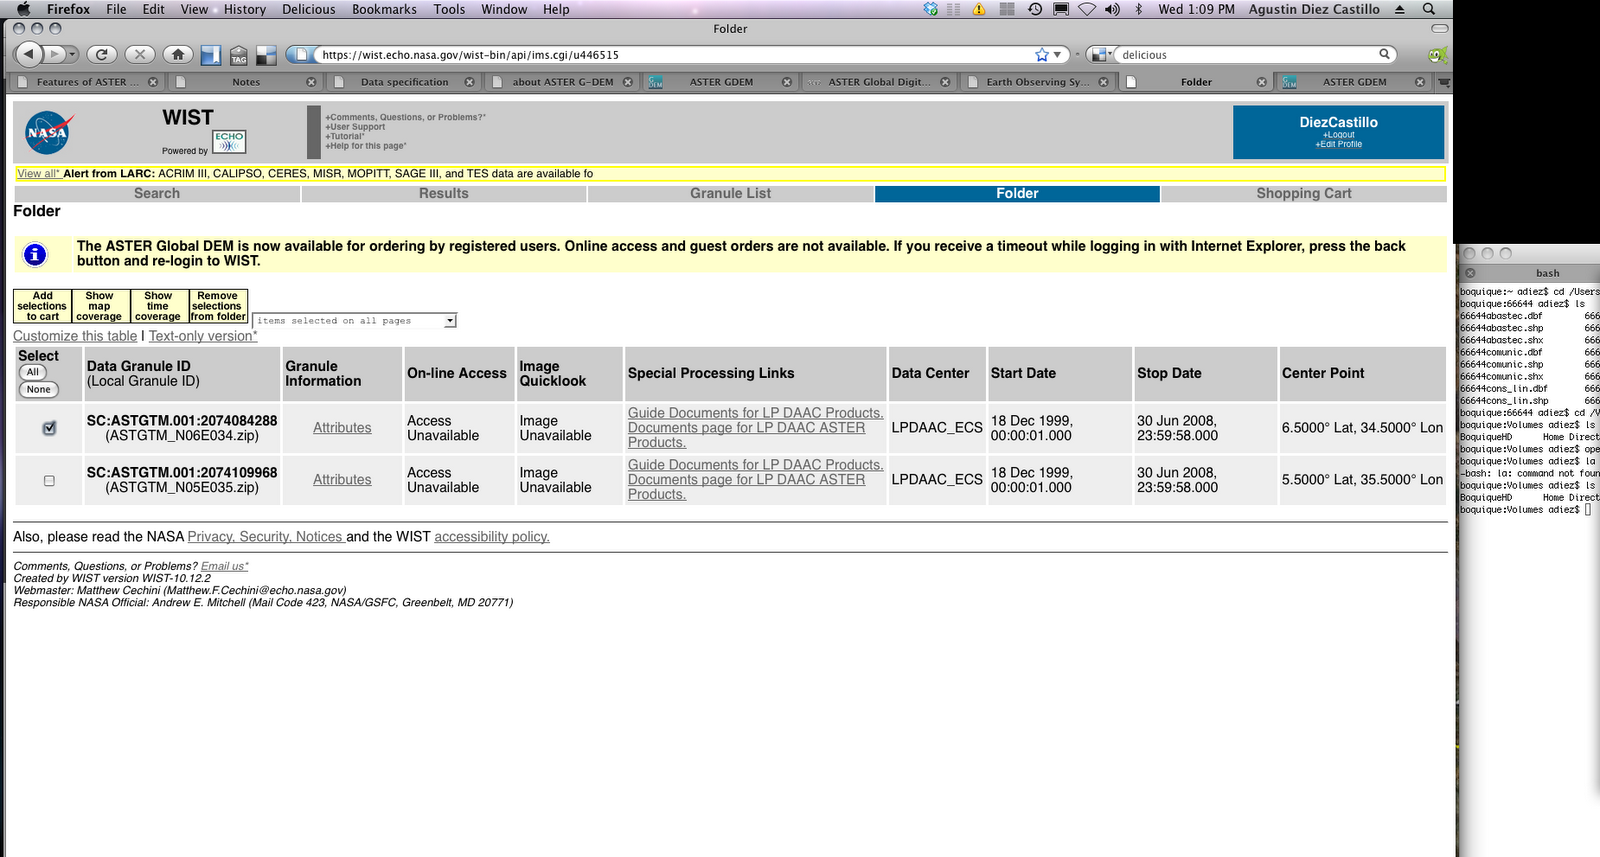 Firefox File Edit View History Delicious Bookmarks Tools Window Help Wed 1:09 PM Agustin Diez Castillo
Folder
TAG https://wist.echo.nasa.gov/wist-bin/api/ims.cgi/u446515 delicious
Features of ASTER ... Notes Data specification about ASTER G-DEM ASTER GDEM ASTER Global Digit... Earth Observing Sy... Folder ASTER GDEM
NASA
WIST
Powered by ECHO
+Comments, Questions, or Problems?*
+User Support
+Tutorial*
+Help for this page*
DiezCastillo
+Logout
+Edit Profile
View all* Alert from LARC: ACRIM III, CALIPSO, CERES, MISR, MOPITT, SAGE III, and TES data are available fo
Search Results Granule List Folder Shopping Cart
Folder
The ASTER Global DEM is now available for ordering by registered users. Online access and guest orders are not available. If you receive a timeout while logging in with Internet Explorer, press the back
button and re-login to WIST.
Add selections to cart Show map coverage Show time coverage Remove selections from folder
items selected on all pages
Customize this table | Text-only version*
Select All None Data Granule ID (Local Granule ID) Granule Information On-line Access Image Quicklook Special Processing Links Data Center Start Date Stop Date Center Point
SC:ASTGTM.001:2074084288 (ASTGTM_N06E034.zip) Attributes Access Unavailable Image Unavailable Guide Documents for LP DAAC Products. Documents page for LP DAAC ASTER Products. LPDAAC_ECS 18 Dec 1999, 00:00:01.000 30 Jun 2008, 23:59:58.000 6.5000° Lat, 34.5000° Lon
SC:ASTGTM.001:2074109968 (ASTGTM_N05E035.zip) Attributes Access Unavailable Image Unavailable Guide Documents for LP DAAC Products. Documents page for LP DAAC ASTER Products. LPDAAC_ECS 18 Dec 1999, 00:00:01.000 30 Jun 2008, 23:59:58.000 5.5000° Lat, 35.5000° Lon
Also, please read the NASA Privacy, Security, Notices and the WIST accessibility policy.
Comments, Questions, or Problems? Email us*
Created by WIST version WIST-10.12.2
Webmaster: Matthew Cechini (Matthew.F.Cechini@echo.nasa.gov)
Responsible NASA Official: Andrew E. Mitchell (Mail Code 423, NASA/GSFC, Greenbelt, MD 20771)
bash
boquique:~ adiez$ cd /Users
boquique:66644 adiez$ ls
66644abastec.dbf 666
66644abastec.shp 666
66644abastec.shx 666
66644comunic.dbf 666
66644comunic.shp 666
66644comunic.shx 666
66644cons_lin.dbf 666
66644cons_lin.shp 666
boquique:66644 adiez$ cd /V
boquique:Volumes adiez$ ls
BoquiqueHD Home Direct
boquique:Volumes adiez$ ope
boquique:Volumes adiez$ la
-bash: la: command not foun
boquique:Volumes adiez$ ls
BoquiqueHD Home Direct
boquique:Volumes adiez$